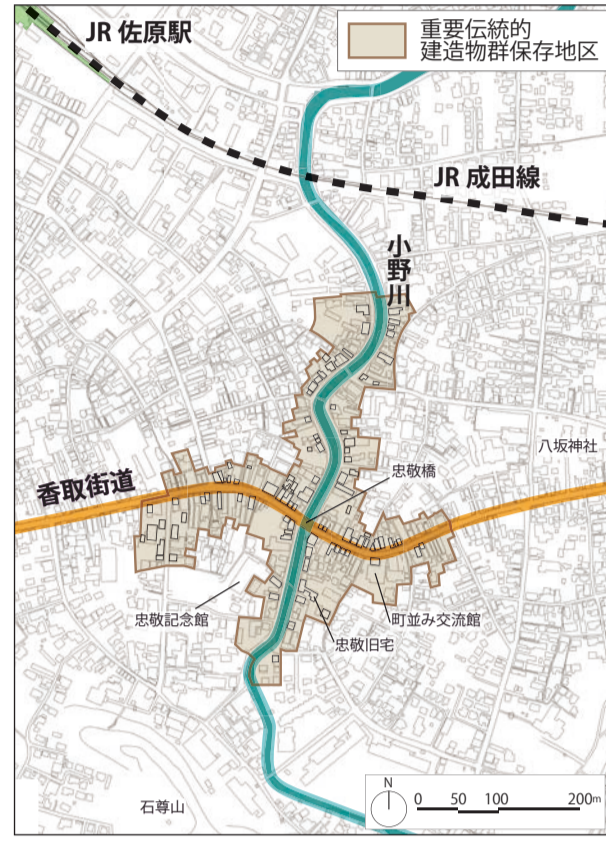 JR 佐原駅
重要伝統的
建造物群保存地区
JR 成田線
小野川
八坂神社
忠敬橋
香取街道
忠敬記念館
町並み交流館
忠敬旧宅
石尊山
N
0 50 100 200m